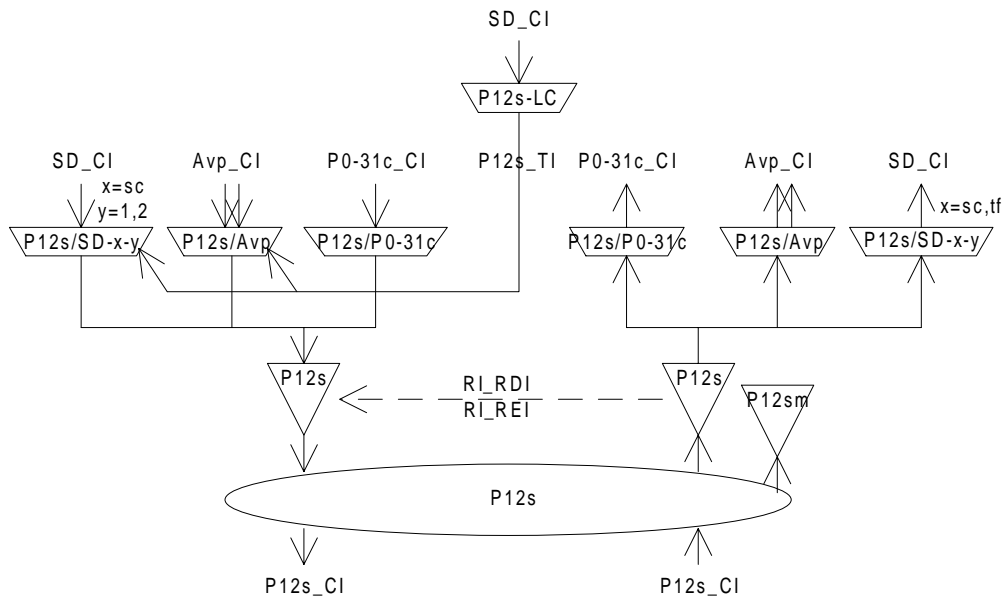 SD_CI
P12s-LC
SD_CI
Avp_CI
P0-31c_CI
P12s_TI
P0-31c_CI
Avp_CI
SD_CI
x=sc
y=1,2
x=sc,tf
P12s/SD-x-y
P12s/Avp
P12s/P0-31c
P12s/P0-31c
P12s/Avp
P12s/SD-x-y
P12s
RI_RDI
RI_REI
P12s
P12sm
P12s
P12s_CI
P12s_CI